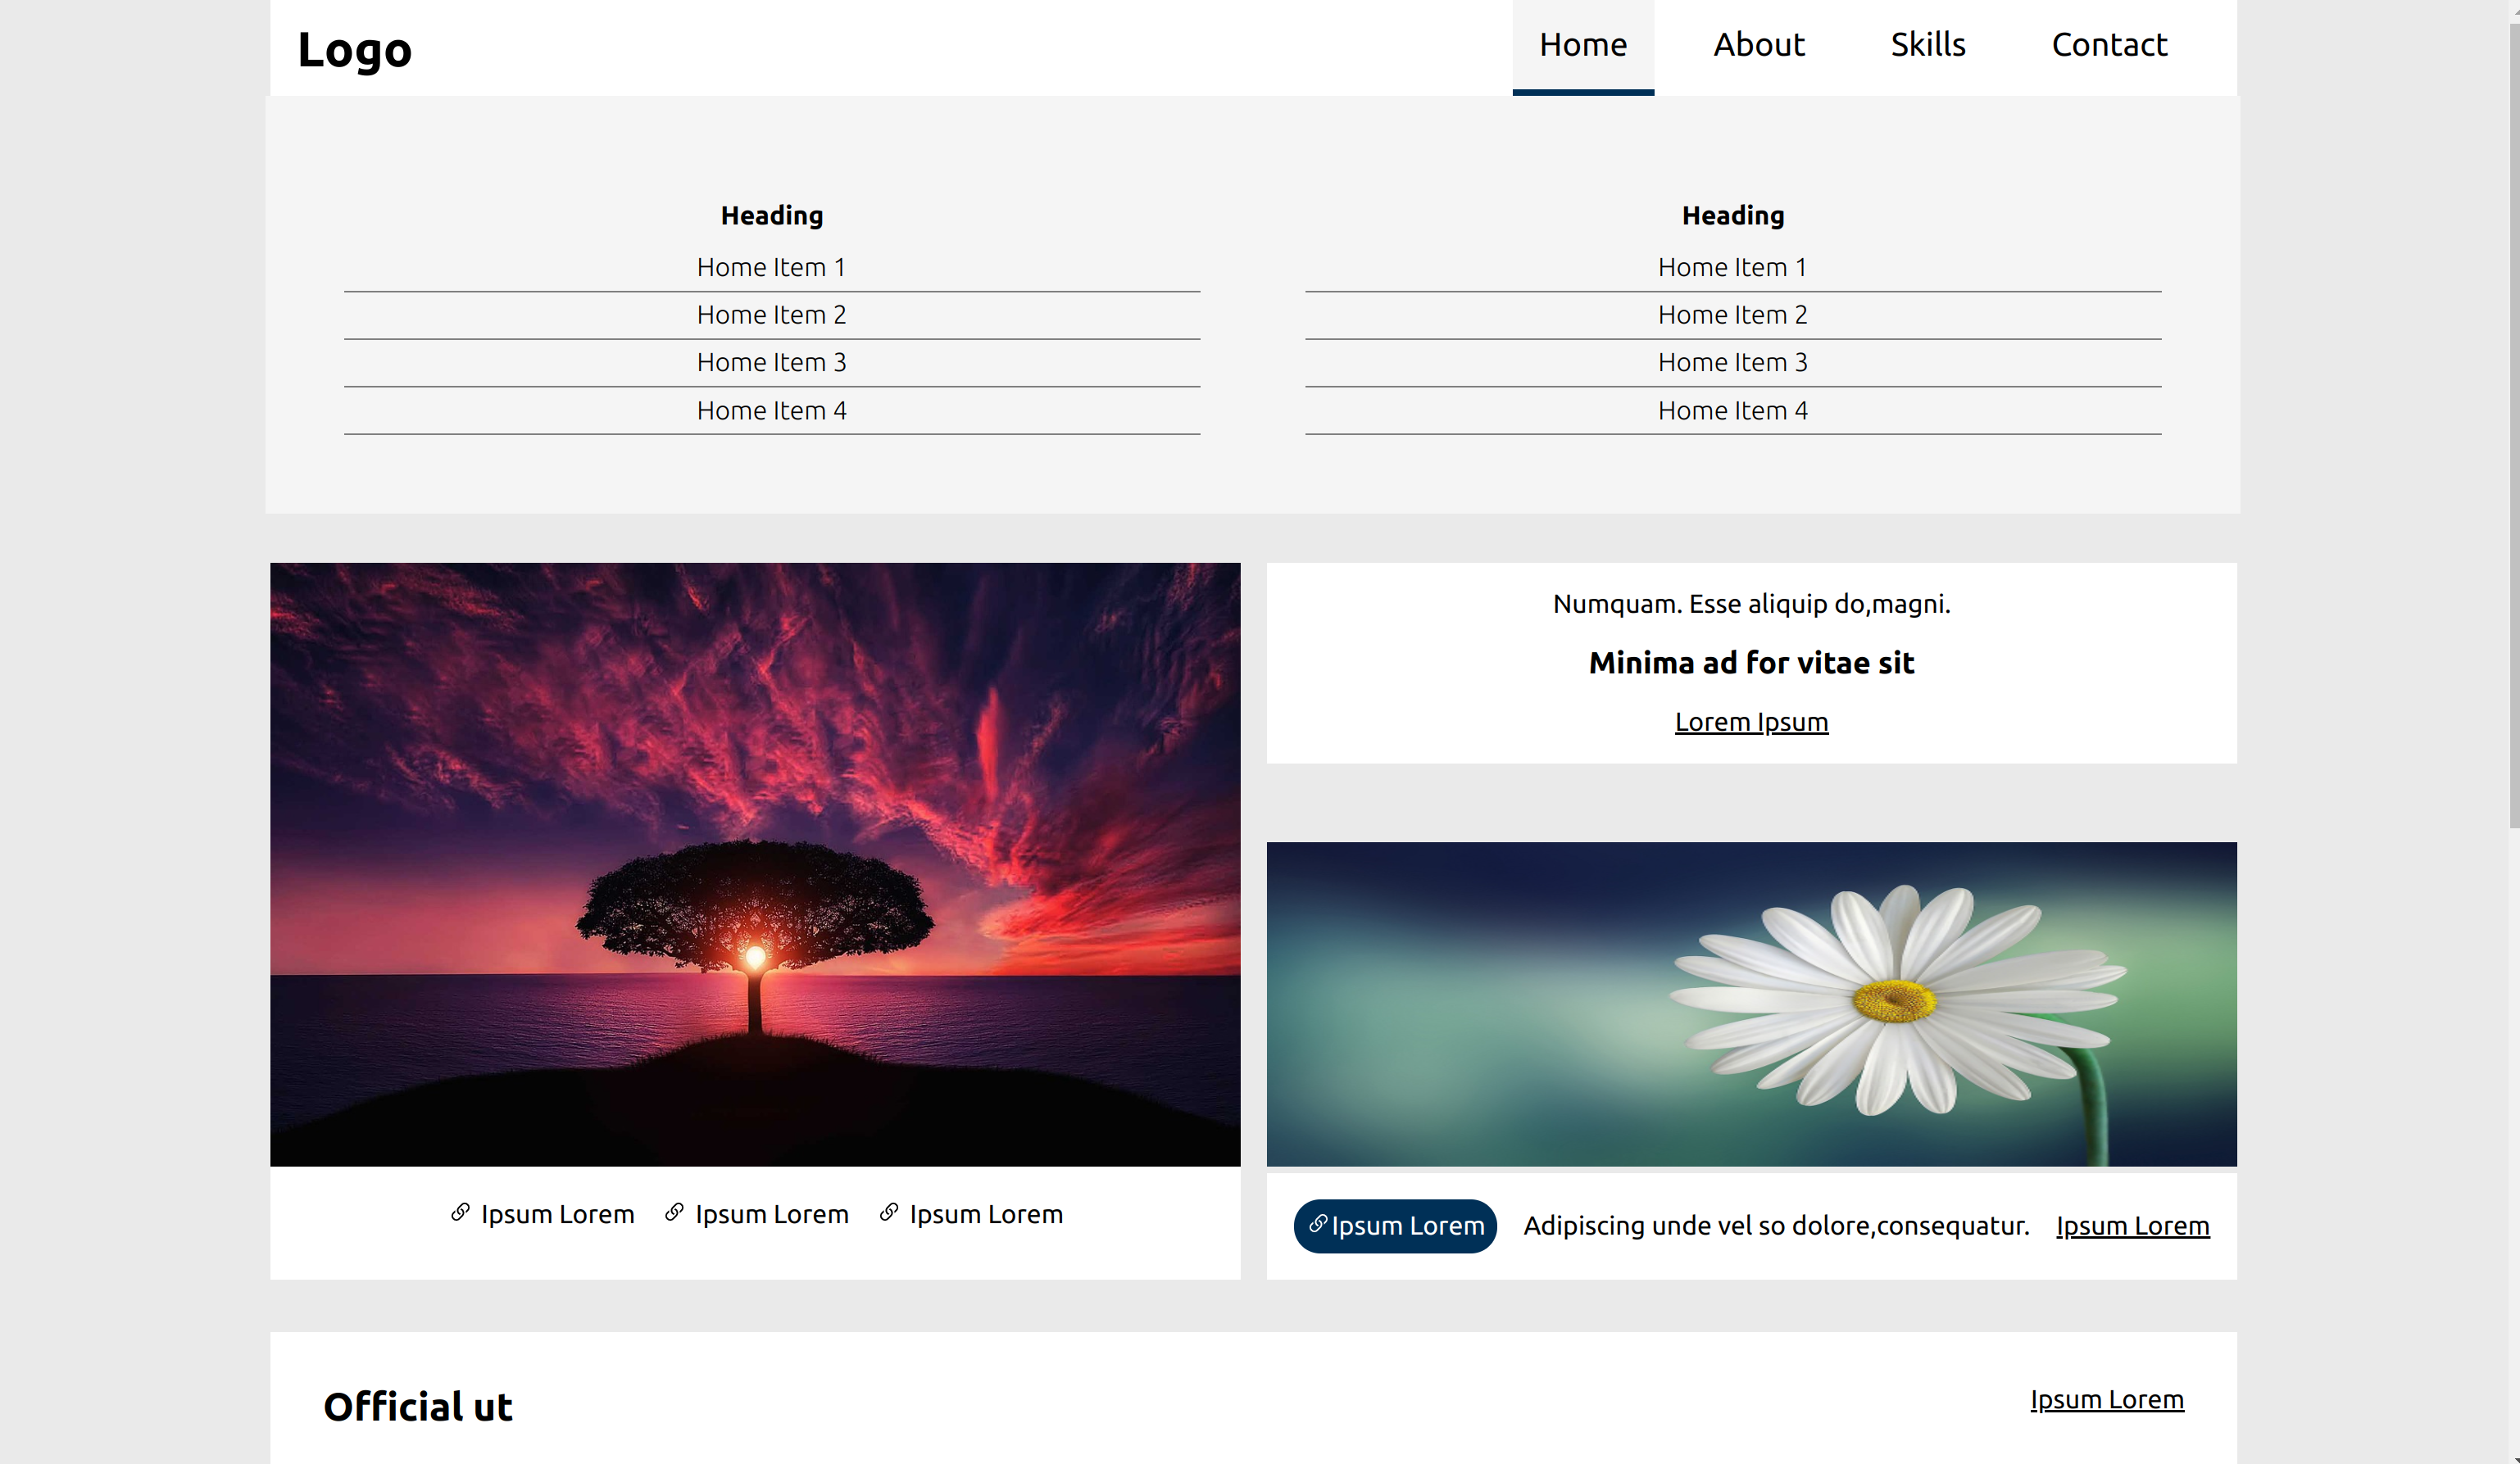 Logo
Home About Skills Contact
Heading
Home Item 1
Home Item 2
Home Item 3
Home Item 4
Heading
Home Item 1
Home Item 2
Home Item 3
Home Item 4
Numquam. Esse aliquip do,magni.
Minima ad for vitae sit
Lorem Ipsum
Ipsum Lorem Ipsum Lorem Ipsum Lorem
Ipsum Lorem Adipiscing unde vel so dolore,consequatur. Ipsum Lorem
Official ut
Ipsum Lorem